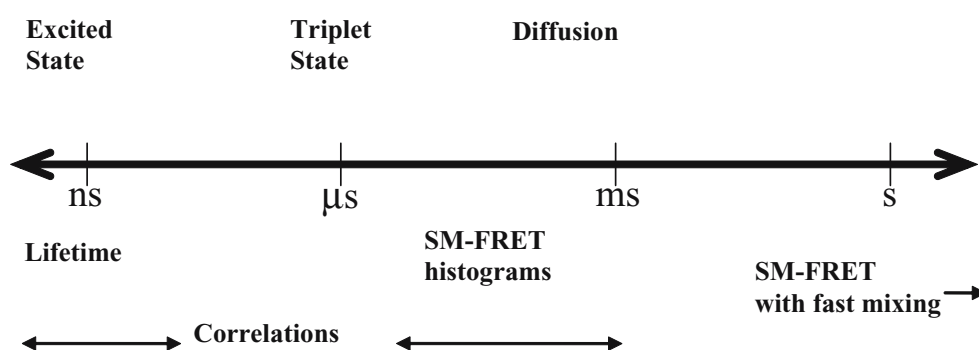 Excited
State
Triplet
State
Diffusion
ns
μs
ms
s
Lifetime
SM-FRET
histograms
SM-FRET
with fast mixing
Correlations